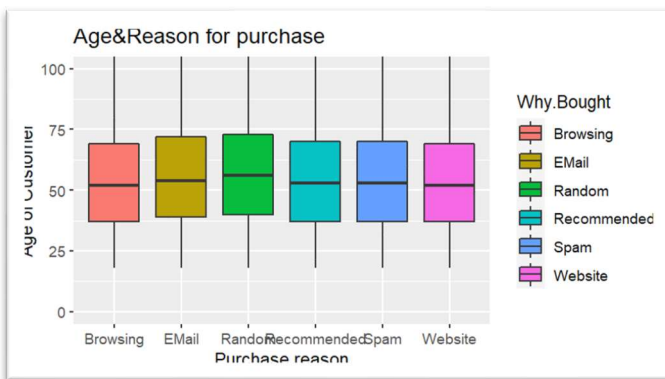 Age&Reason for purchase
100
75
50
25
0
Age of Customer
Browsing EMail Random Recommended Spam Website
Purchase reason
Why.Bought
Browsing
EMail
Random
Recommended
Spam
Website